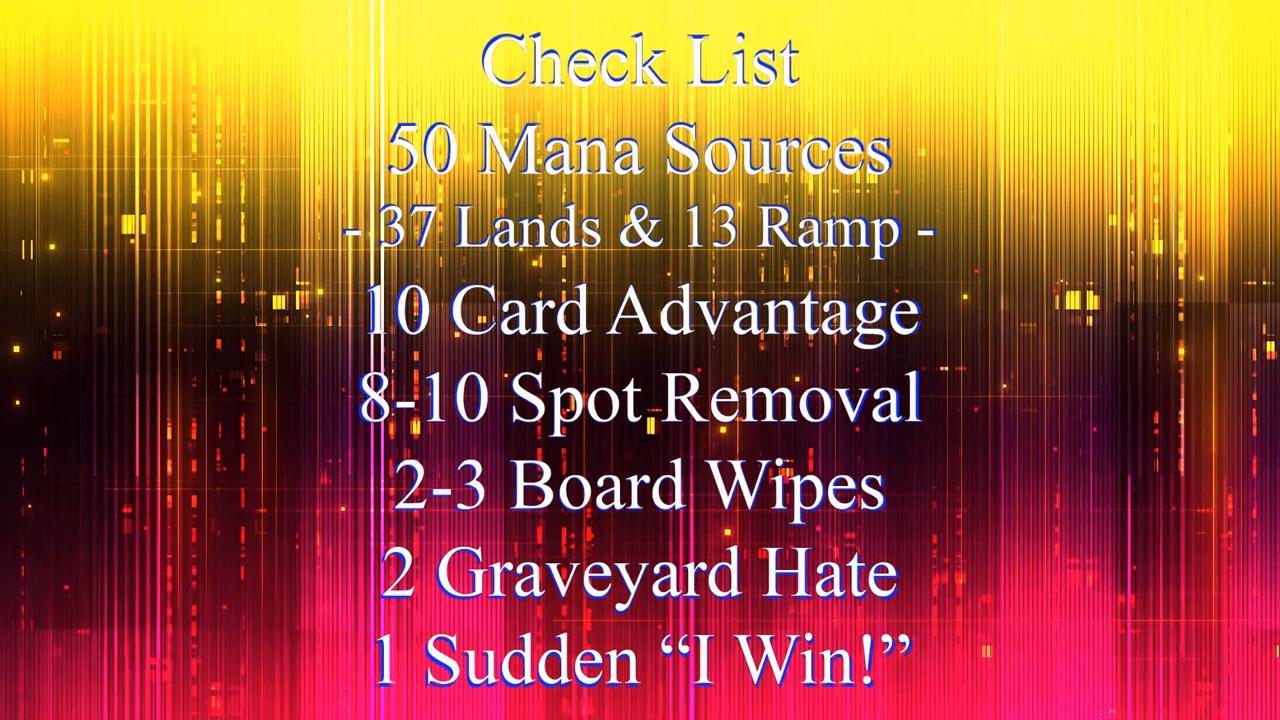 Check List
50 Mana Sources
- 37 Lands & 13 Ramp -
10 Card Advantage
8-10 Spot Removal
2-3 Board Wipes
2 Graveyard Hate
1 Sudden “I Win!”